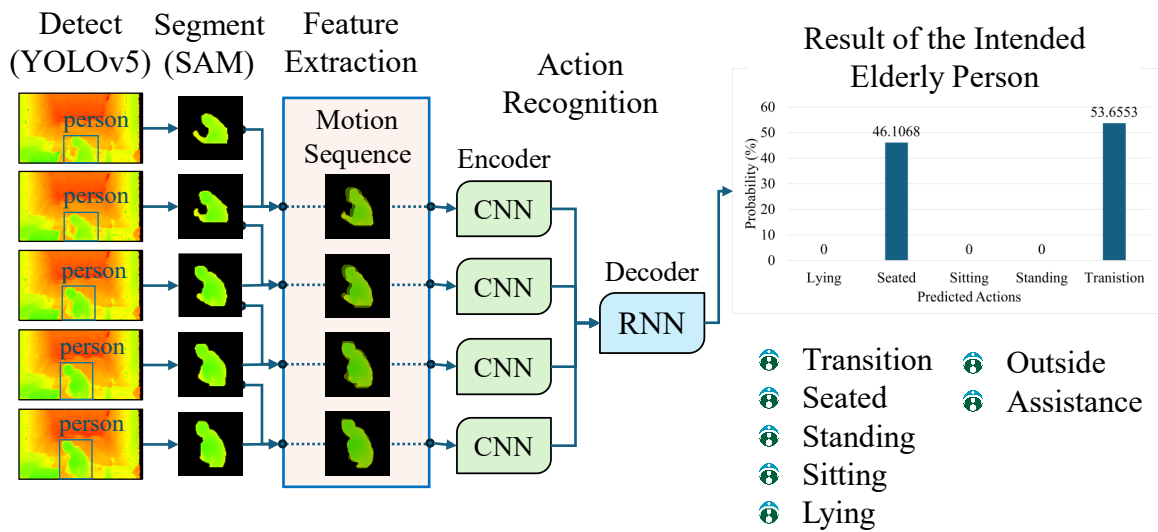 Detect
(YOLOv5)
Segment
(SAM)
Feature
Extraction
Action
Recognition
Result of the Intended
Elderly Person
person
person
person
person
person
Motion
Sequence
Encoder
CNN
CNN
CNN
CNN
Decoder
RNN
Probability (%)
60
50
40
30
20
10
0
0
46.1068
0
0
53.6553
Lying
Seated
Sitting
Standing
Tranistion
Predicted Actions
Transition
Seated
Standing
Sitting
Lying
Outside
Assistance